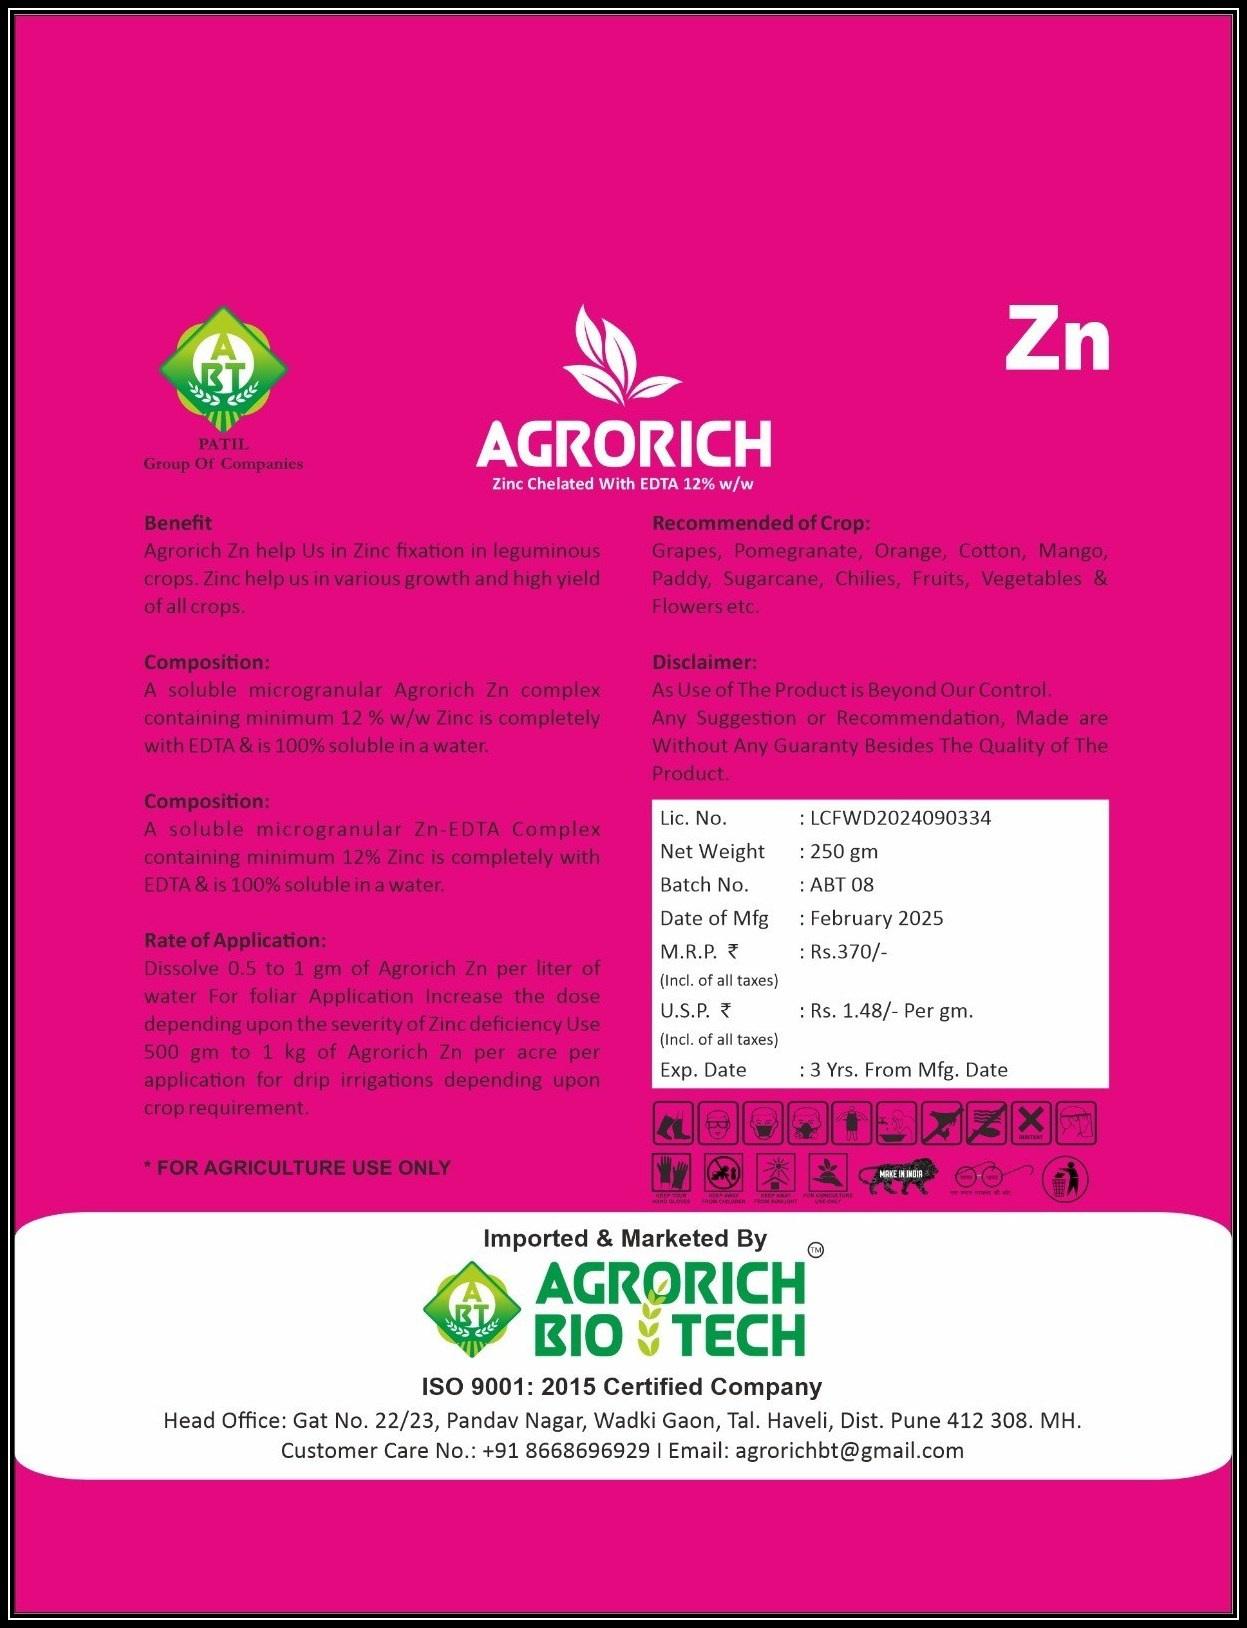 ABT
PATIL
Group Of Companies
AGRORICH
Zinc Chelated With EDTA 12% w/w
Zn
Benefit
Agrorich Zn help Us in Zinc fixation in leguminous
crops. Zinc help us in various growth and high yield
of all crops.
Composition:
A soluble microgranular Agrorich Zn complex
containing minimum 12 % w/w Zinc is completely
with EDTA & is 100% soluble in a water.
Composition:
A soluble microgranular Zn-EDTA Complex
containing minimum 12% Zinc is completely with
EDTA & is 100% soluble in a water.
Rate of Application:
Dissolve 0.5 to 1 gm of Agrorich Zn per liter of
water For foliar Application Increase the dose
depending upon the severity of Zinc deficiency Use
500 gm to 1 kg of Agrorich Zn per acre per
application for drip irrigations depending upon
crop requirement.
* FOR AGRICULTURE USE ONLY
Recommended of Crop:
Grapes, Pomegranate, Orange, Cotton, Mango,
Paddy, Sugarcane, Chilies, Fruits, Vegetables &
Flowers etc.
Disclaimer:
As Use of The Product is Beyond Our Control.
Any Suggestion or Recommendation, Made are
Without Any Guaranty Besides The Quality of The
Product.
Lic. No. : LCFWD2024090334
Net Weight : 250 gm
Batch No. : ABT 08
Date of Mfg : February 2025
M.R.P. ₹ : Rs.370/-
(Incl. of all taxes)
U.S.P. ₹ : Rs. 1.48/- Per gm.
(Incl. of all taxes)
Exp. Date : 3 Yrs. From Mfg. Date
IRRITANT
KEEP YOUR
HAND GLOVES
KEEP AWAY
FROM CHILDREN
KEEP AWAY
FROM SUNLIGHT
FOR AGRICULTURE
USE ONLY
MAKE IN INDIA
Imported & Marketed By
ABT
AGRORICH
BIO TECH
TM
ISO 9001: 2015 Certified Company
Head Office: Gat No. 22/23, Pandav Nagar, Wadki Gaon, Tal. Haveli, Dist. Pune 412 308. MH.
Customer Care No.: +91 8668696929 I Email: agrorichbt@gmail.com